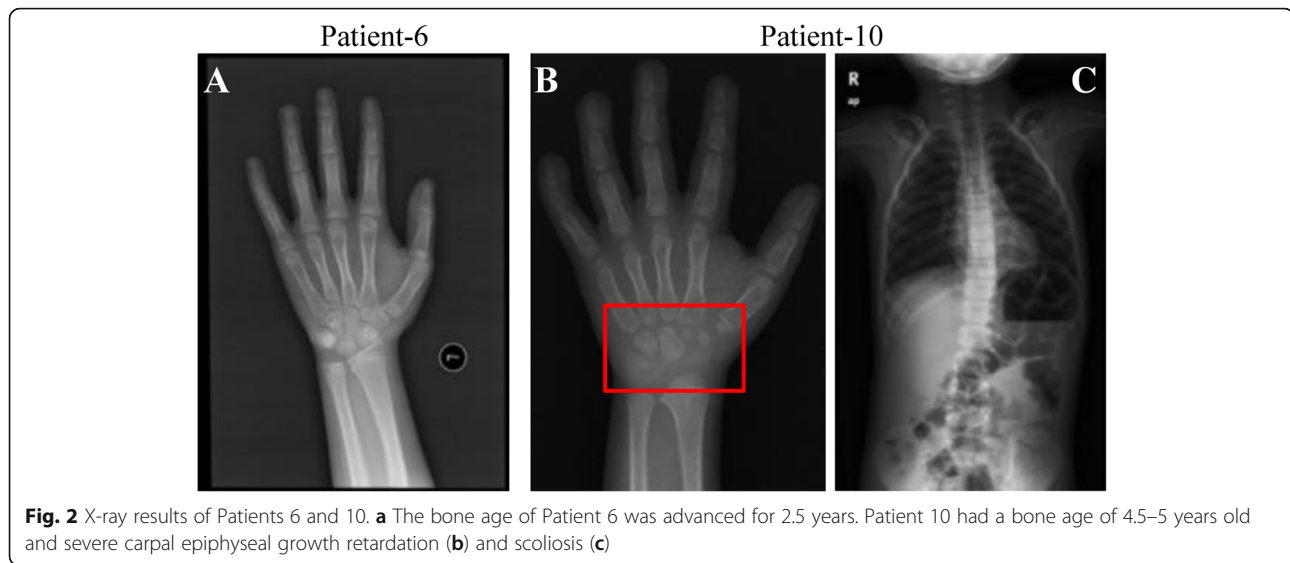 Patient-6
Patient-10
A
B
R
ap
C
L
Fig. 2 X-ray results of Patients 6 and 10. a The bone age of Patient 6 was advanced for 2.5 years. Patient 10 had a bone age of 4.5–5 years old
and severe carpal epiphyseal growth retardation (b) and scoliosis (c)